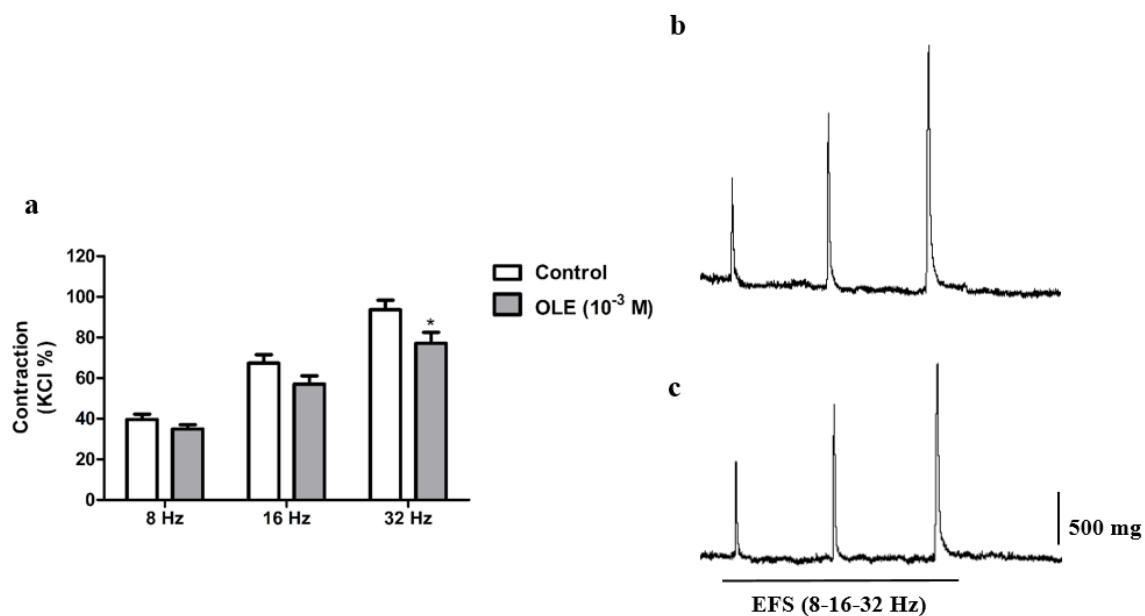 a
120
100
80
60
40
20
0
Contraction
(KCl %)
*
8 Hz
16 Hz
32 Hz
Control
OLE (10⁻³ M)
b
c
500 mg
EFS (8-16-32 Hz)